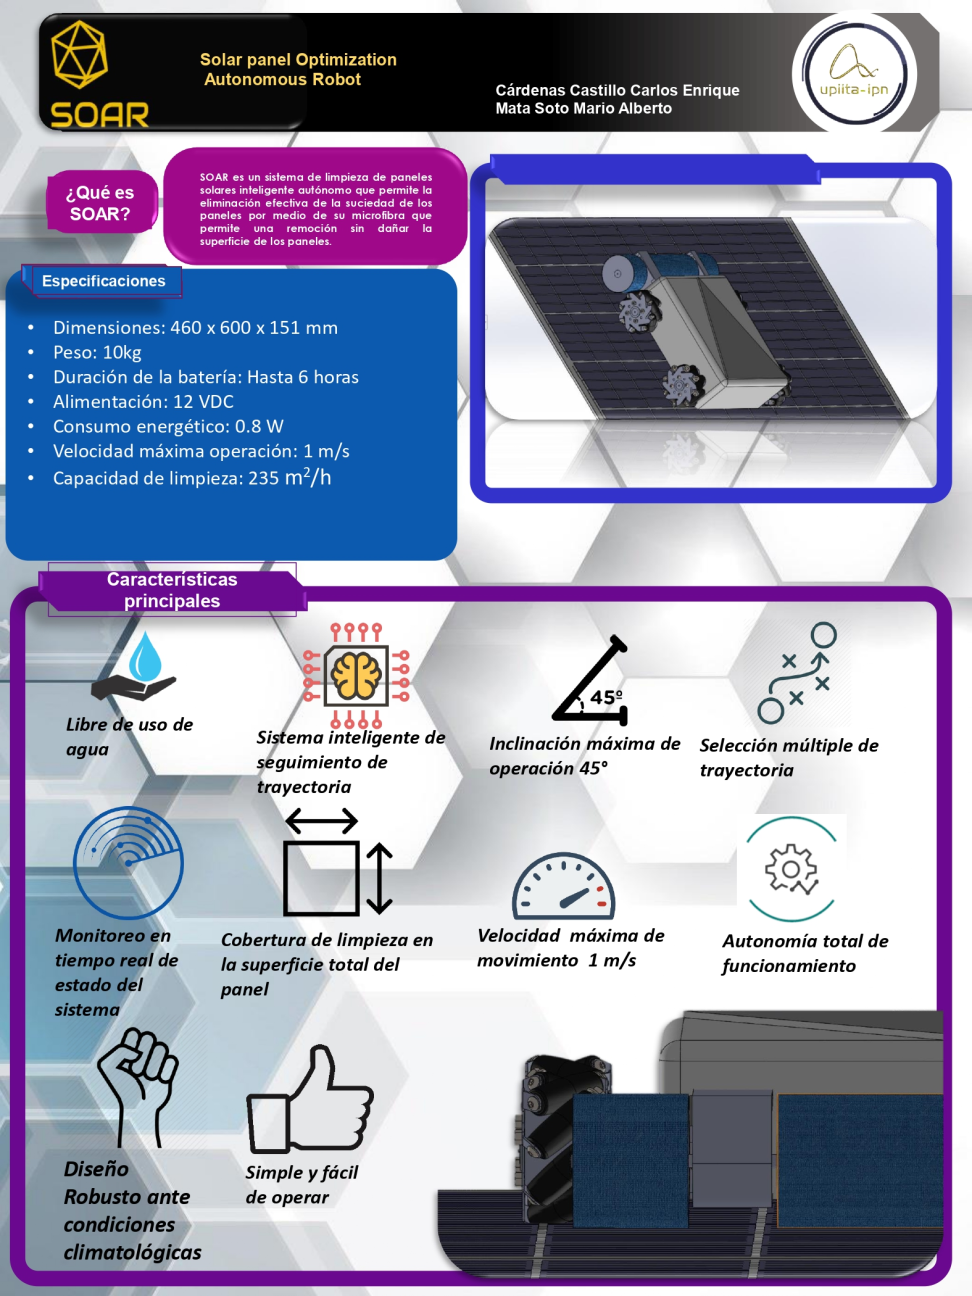 SOAR
Solar panel Optimization
Autonomous Robot
Cárdenas Castillo Carlos Enrique
Mata Soto Mario Alberto
upiita-ipn
¿Qué es
SOAR?
SOAR es un sistema de limpieza de paneles
solares inteligente autónomo que permite la
eliminación efectiva de la suciedad de los
paneles por medio de su microfibra que
permite una remoción sin dañar la
superficie de los paneles.
Especificaciones
• Dimensiones: 460 x 600 x 151 mm
• Peso: 10kg
• Duración de la batería: Hasta 6 horas
• Alimentación: 12 VDC
• Consumo energético: 0.8 W
• Velocidad máxima operación: 1 m/s
• Capacidad de limpieza: 235 m²/h
Características
principales
Libre de uso de
agua
Sistema inteligente de
seguimiento de
trayectoria
45º
Inclinación máxima de
operación 45°
Selección múltiple de
trayectoria
Monitoreo en
tiempo real de
estado del
sistema
Cobertura de limpieza en
la superficie total del
panel
Velocidad máxima de
movimiento 1 m/s
Autonomía total de
funcionamiento
Diseño
Robusto ante
condiciones
climatológicas
Simple y fácil
de operar